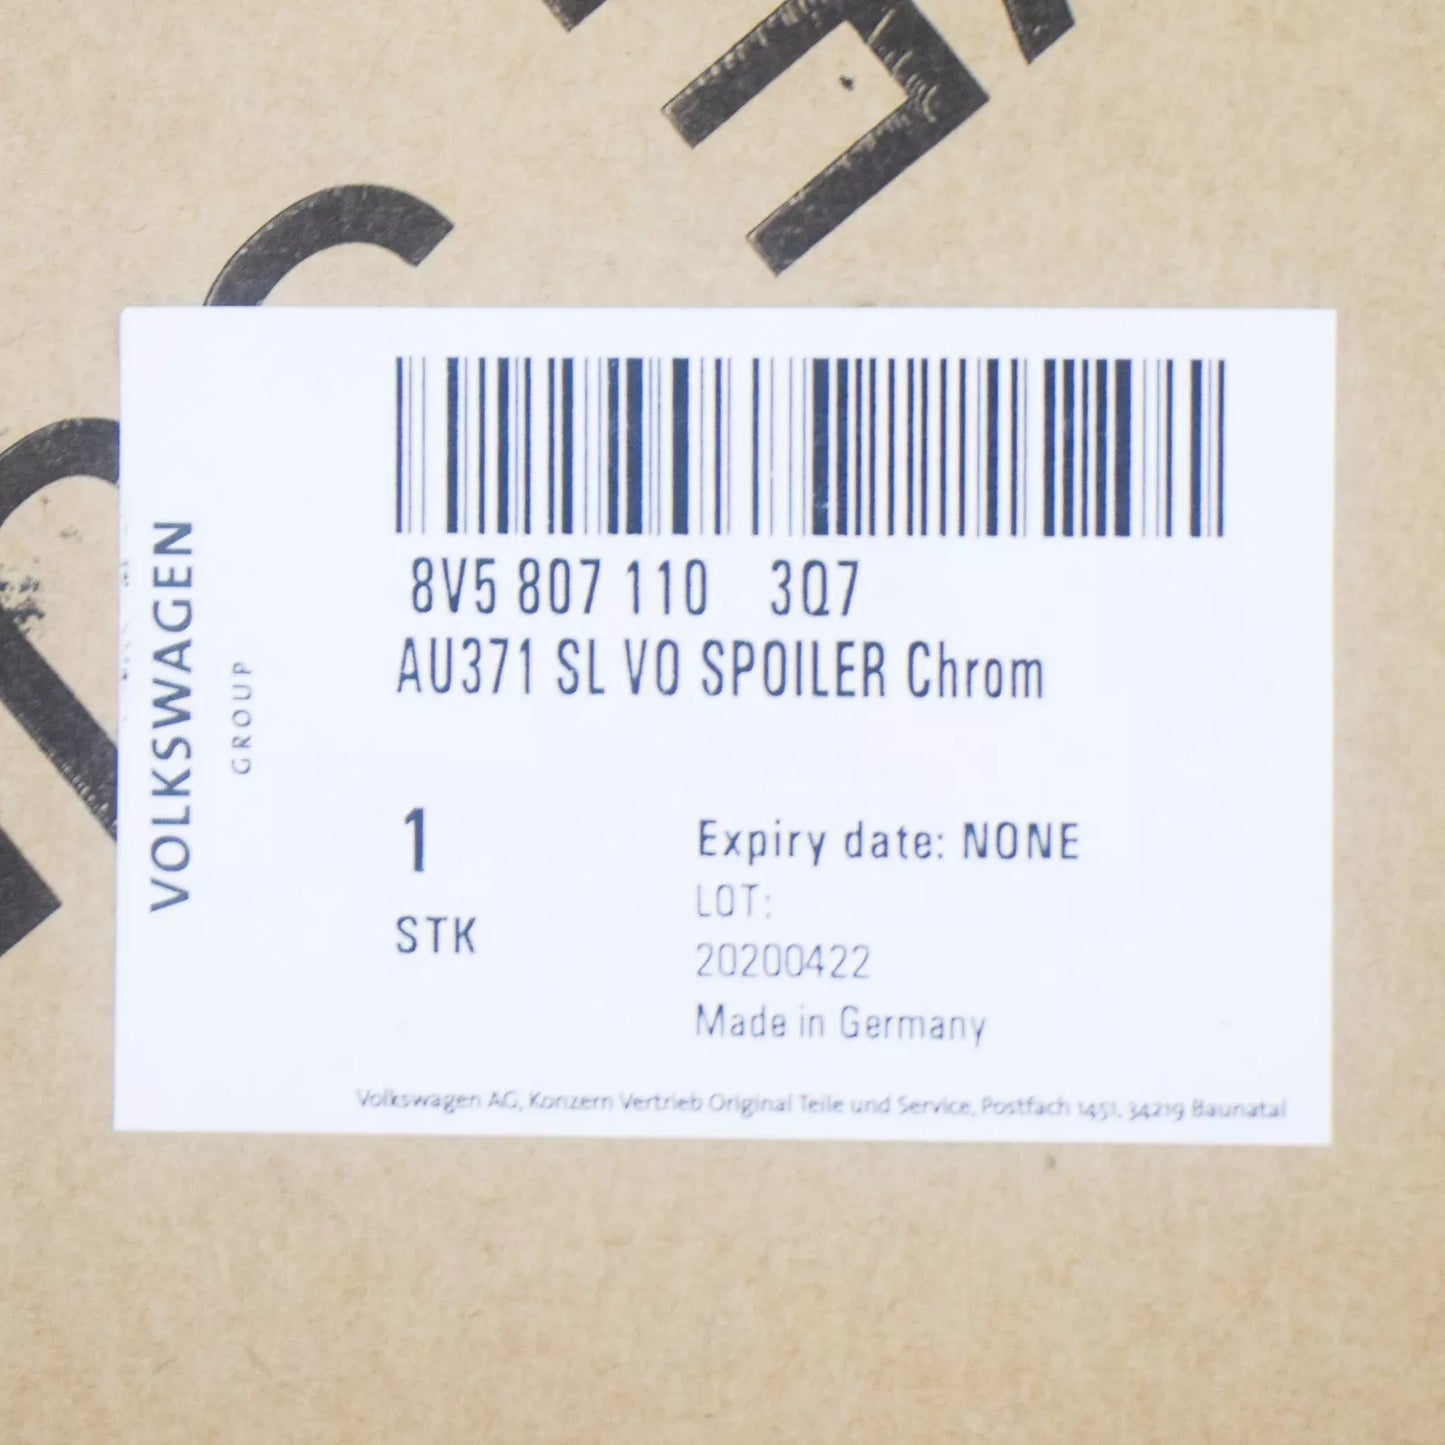 VOLKSWAGEN
GROUP
8V5 807 110 3Q7
AU371 SL VO SPOILER Chrom
1
STK
Expiry date: NONE
LOT:
20200422
Made in Germany
Volkswagen AG, Konzern Vertrieb Original Teile und Service, Postfach 1451, 34219 Baunatal